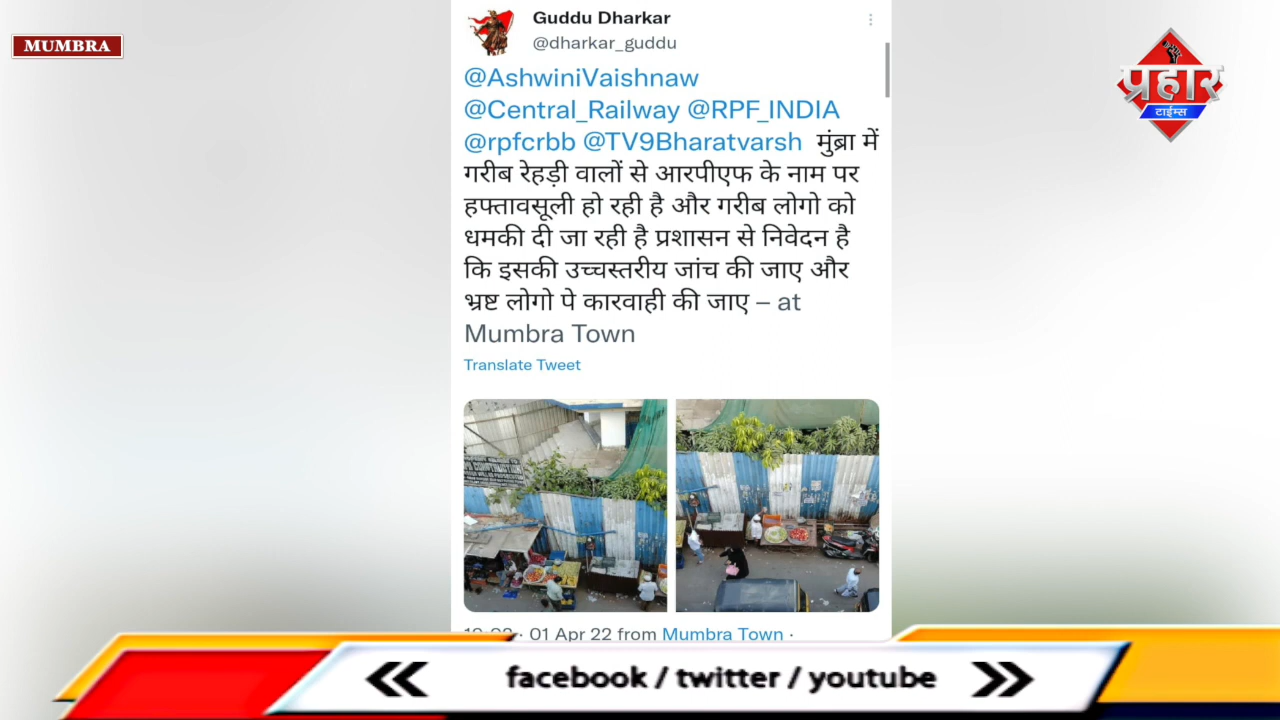 MUMBRA
Guddu Dharkar
@dharkar_guddu
@AshwiniVaishnaw
@Central_Railway @RPF_INDIA
@rpfcrbb @TV9Bharatvarsh मुंब्रा में
गरीब रेहड़ी वालों से आरपीएफ के नाम पर
हफ्तावसूली हो रही है और गरीब लोगो को
धमकी दी जा रही है प्रशासन से निवेदन है
कि इसकी उच्चस्तरीय जांच की जाए और
भ्रष्ट लोगो पे कारवाही की जाए – at
Mumbra Town
Translate Tweet
01 Apr 22 from Mumbra Town ·
प्रहार
टाईम्स
facebook / twitter / youtube